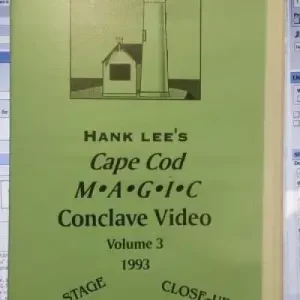 HANK LEE'S
Cape Cod
M•A•G•I•C
Conclave Video
Volume 3
1993
STAGE
CLOSE-UP